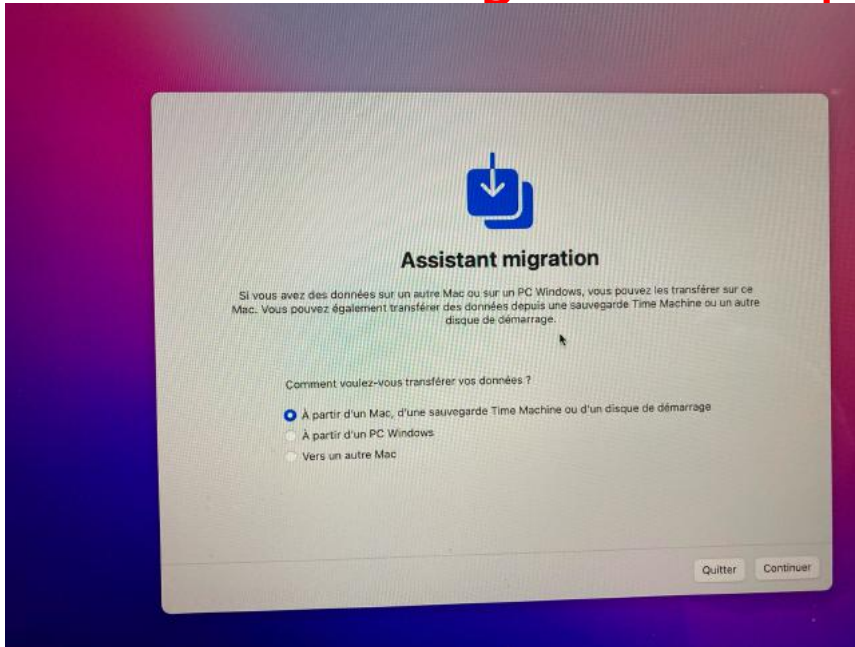 Assistant migration
Si vous avez des données sur un autre Mac ou sur un PC Windows, vous pouvez les transférer sur ce
Mac. Vous pouvez également transférer des données depuis une sauvegarde Time Machine ou un autre
disque de démarrage.
Comment voulez-vous transférer vos données ?
À partir d'un Mac, d'une sauvegarde Time Machine ou d'un disque de démarrage
À partir d'un PC Windows
Vers un autre Mac
Quitter
Continuer